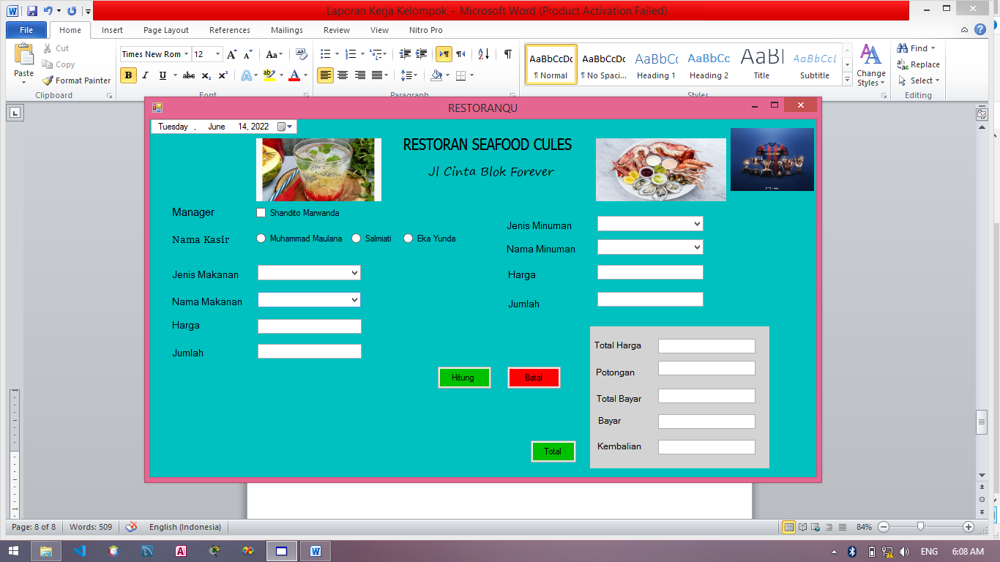 Laporan Kerja Kelompok - Microsoft Word (Product Activation Failed)
File Home Insert Page Layout References Mailings Review View Nitro Pro
Paste
Cut
Copy
Format Painter
Clipboard
Times New Rom 12
Font
Paragraph
AaBbCcDc AaBbCcDc AaBbCc AaBbCc AaBl AaBbCcL
¶ Normal ¶ No Spaci... Heading 1 Heading 2 Title Subtitle
Change Styles
Styles
Find
Replace
Select
Editing
RESTORANQU
Tuesday , June 14, 2022
RESTORAN SEAFOOD CULES
Jl Cinta Blok Forever
Manager Shandito Marwanda
Nama Kasir Muhammad Maulana Salmiati Eka Yunda
Jenis Makanan
Nama Makanan
Harga
Jumlah
Jenis Minuman
Nama Minuman
Harga
Jumlah
Hitung Batal
Total
Total Harga
Potongan
Total Bayar
Bayar
Kembalian
Page: 8 of 8 Words: 509 English (Indonesia) 84%
ENG 6:08 AM